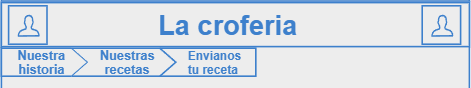 La croferia
Nuestra historia
Nuestras recetas
Envianos tu receta